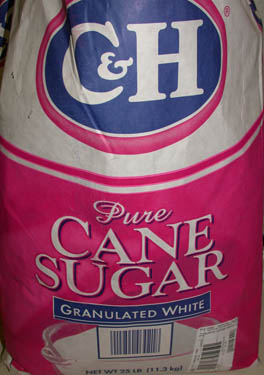 C&H®
Pure
CANE
SUGAR
GRANULATED WHITE
NET WT 25 LB. (11.3 kg)